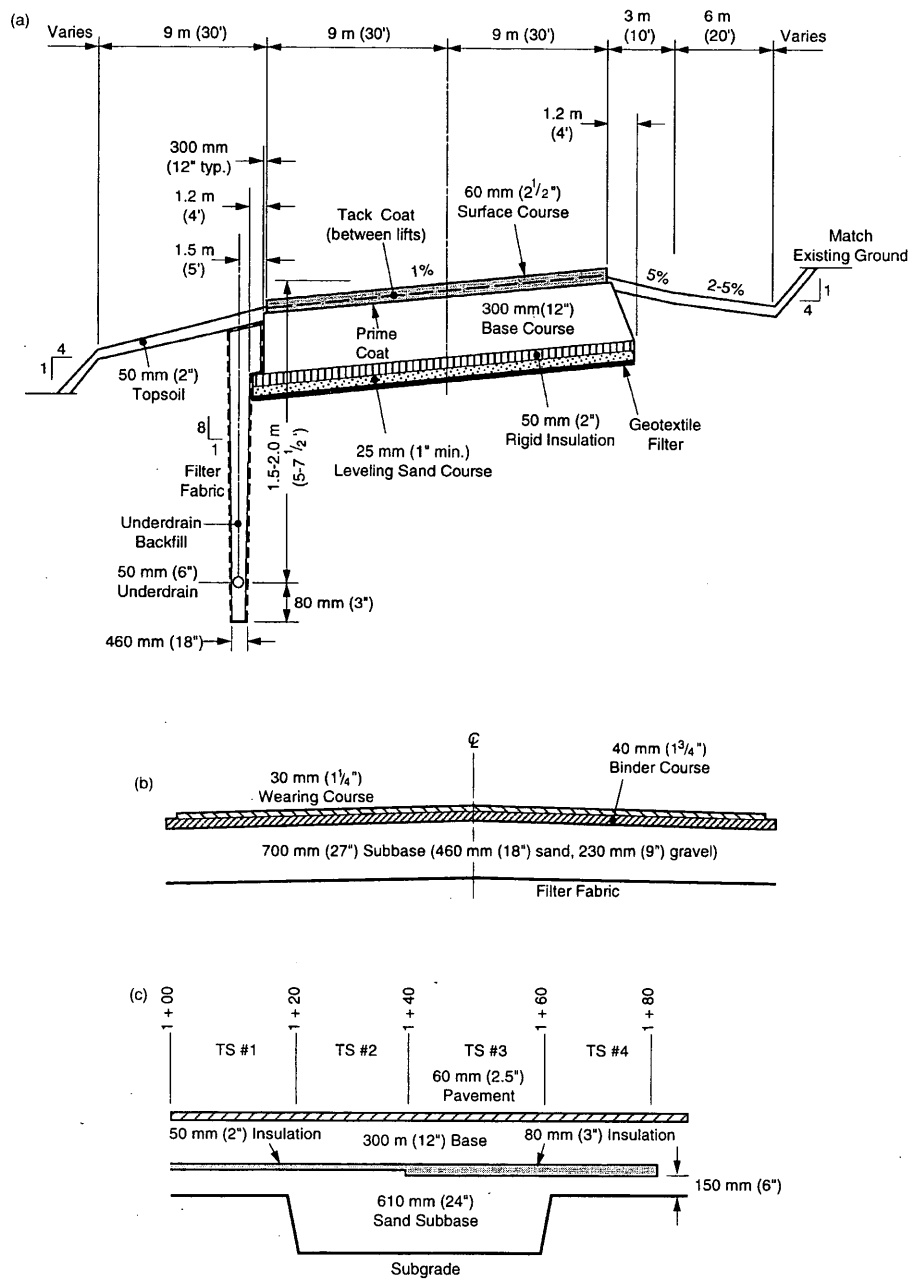 (a)
Varies
9 m (30')
9 m (30')
9 m (30')
3 m
(10')
6 m
(20')
Varies
1.2 m
(4')
300 mm
(12" typ.)
1.2 m
(4')
1.5 m
(5')
Tack Coat
(between lifts)
60 mm (2 1/2")
Surface Course
1%
Match
Existing Ground
5%
2-5%
1
4
300 mm(12")
Base Course
Prime
Coat
4
1
50 mm (2")
Topsoil
8
1
Filter
Fabric
1.5-2.0 m
(5-7 1/2 ')
25 mm (1" min.)
Leveling Sand Course
50 mm (2")
Rigid Insulation
Geotextile
Filter
Underdrain
Backfill
50 mm (6")
Underdrain
80 mm (3")
460 mm (18")
(b)
℄
30 mm (1 1/4")
Wearing Course
40 mm (1 3/4")
Binder Course
700 mm (27") Subbase (460 mm (18") sand, 230 mm (9") gravel)
Filter Fabric
(c)
1 + 00
1 + 20
1 + 40
1 + 60
1 + 80
TS #1
TS #2
TS #3
TS #4
60 mm (2.5")
Pavement
50 mm (2") Insulation
300 m (12") Base
80 mm (3") Insulation
150 mm (6")
610 mm (24")
Sand Subbase
Subgrade